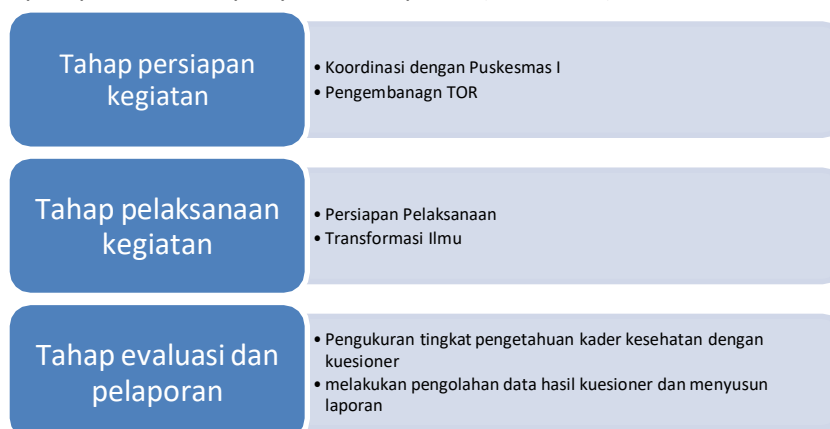 Tahap persiapan
kegiatan
• Koordinasi dengan Puskesmas I
• Pengembanagn TOR
Tahap pelaksanaan
kegiatan
• Persiapan Pelaksanaan
• Transformasi Ilmu
Tahap evaluasi dan
pelaporan
• Pengukuran tingkat pengetahuan kader kesehatan dengan
kuesioner
• melakukan pengolahan data hasil kuesioner dan menyusun
laporan